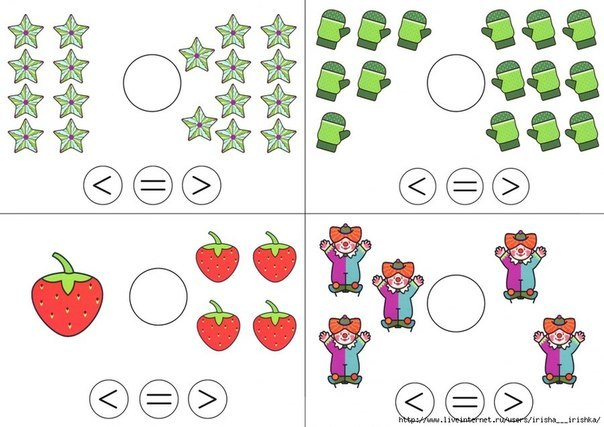 < = >
< = >
< = >
< = >
http://www.liveinternet.ru/users/irisha___irishka/